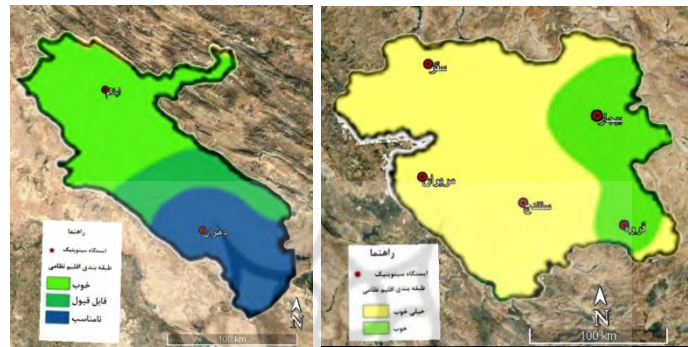 ایلام
دهلران
راهنما
ایستگاه سینوپتیک
طبقه بندی اقلیم نظامی
خوب
قابل قبول
نامناسب
100 km
N
سقز
بیجار
مریوان
سنندج
قروه
راهنما
ایستگاه سینوپتیک
طبقه بندی اقلیم نظامی
خیلی خوب
خوب
100 km
N